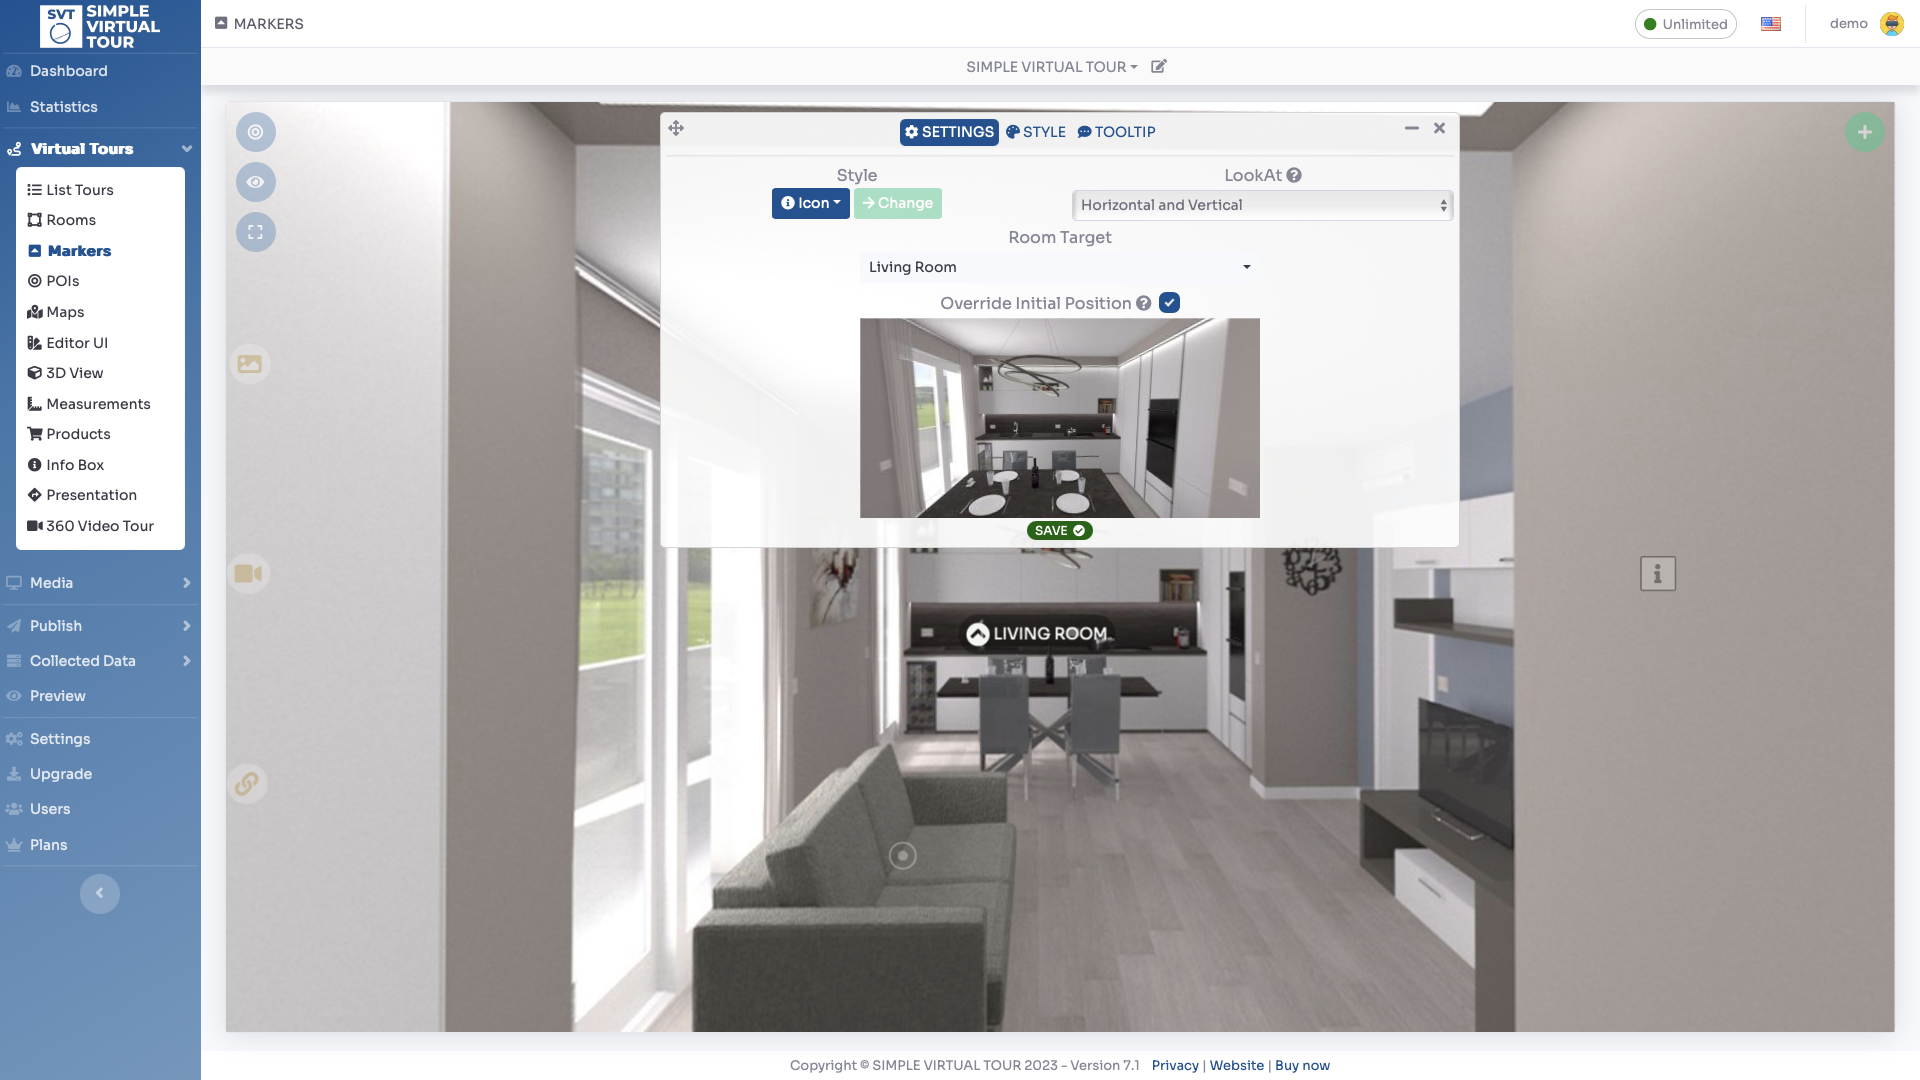 SVT SIMPLE VIRTUAL TOUR
MARKERS
Unlimited
demo
SIMPLE VIRTUAL TOUR
Dashboard
Statistics
Virtual Tours
List Tours
Rooms
Markers
POIs
Maps
Editor UI
3D View
Measurements
Products
Info Box
Presentation
360 Video Tour
Media
Publish
Collected Data
Preview
Settings
Upgrade
Users
Plans
SETTINGS STYLE TOOLTIP
Style
Icon Change
LookAt
Horizontal and Vertical
Room Target
Living Room
Override Initial Position
SAVE
LIVING ROOM
Copyright © SIMPLE VIRTUAL TOUR 2023 - Version 7.1 Privacy | Website | Buy now